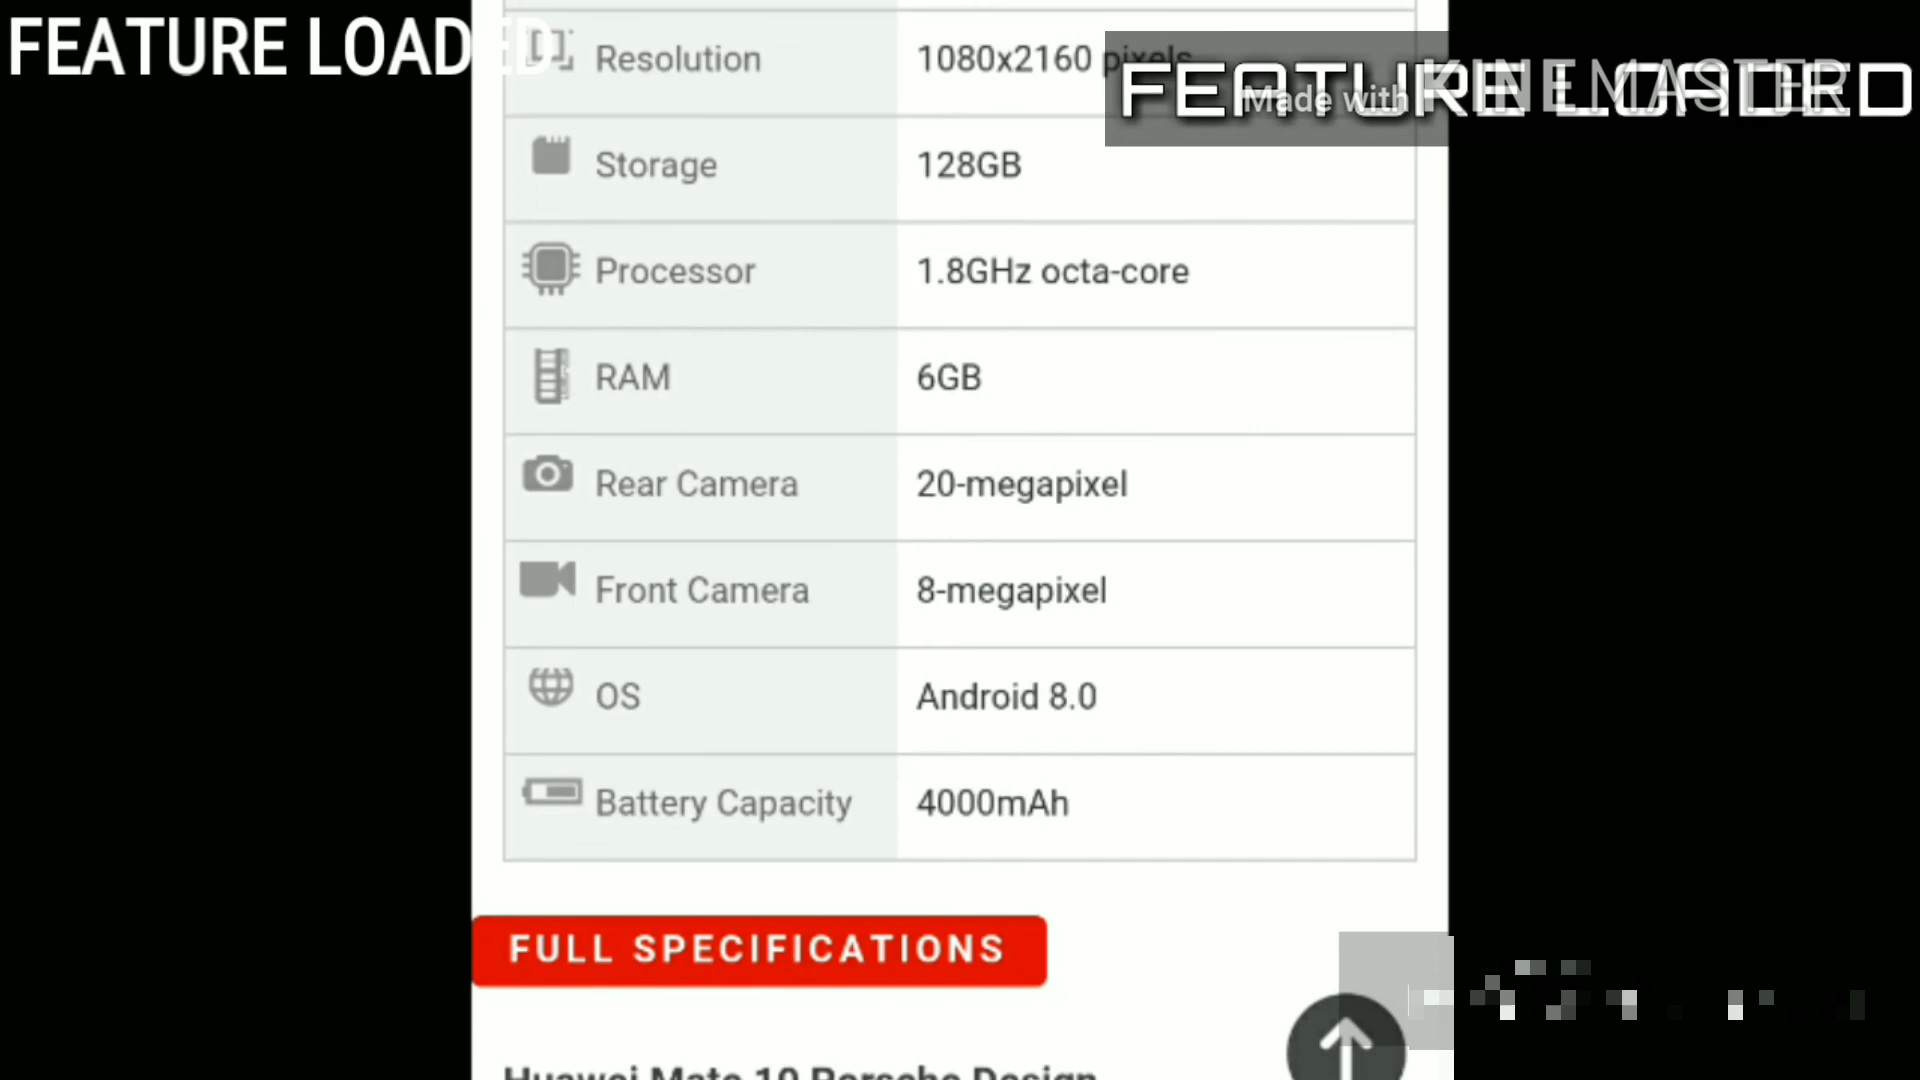 FEATURE LOADED
Resolution 1080x2160 pixels
Made with KINEMASTER
FEATURE LOADED
Storage 128GB
Processor 1.8GHz octa-core
RAM 6GB
Rear Camera 20-megapixel
Front Camera 8-megapixel
OS Android 8.0
Battery Capacity 4000mAh
FULL SPECIFICATIONS
Huawei Mate 10 Porsche Design